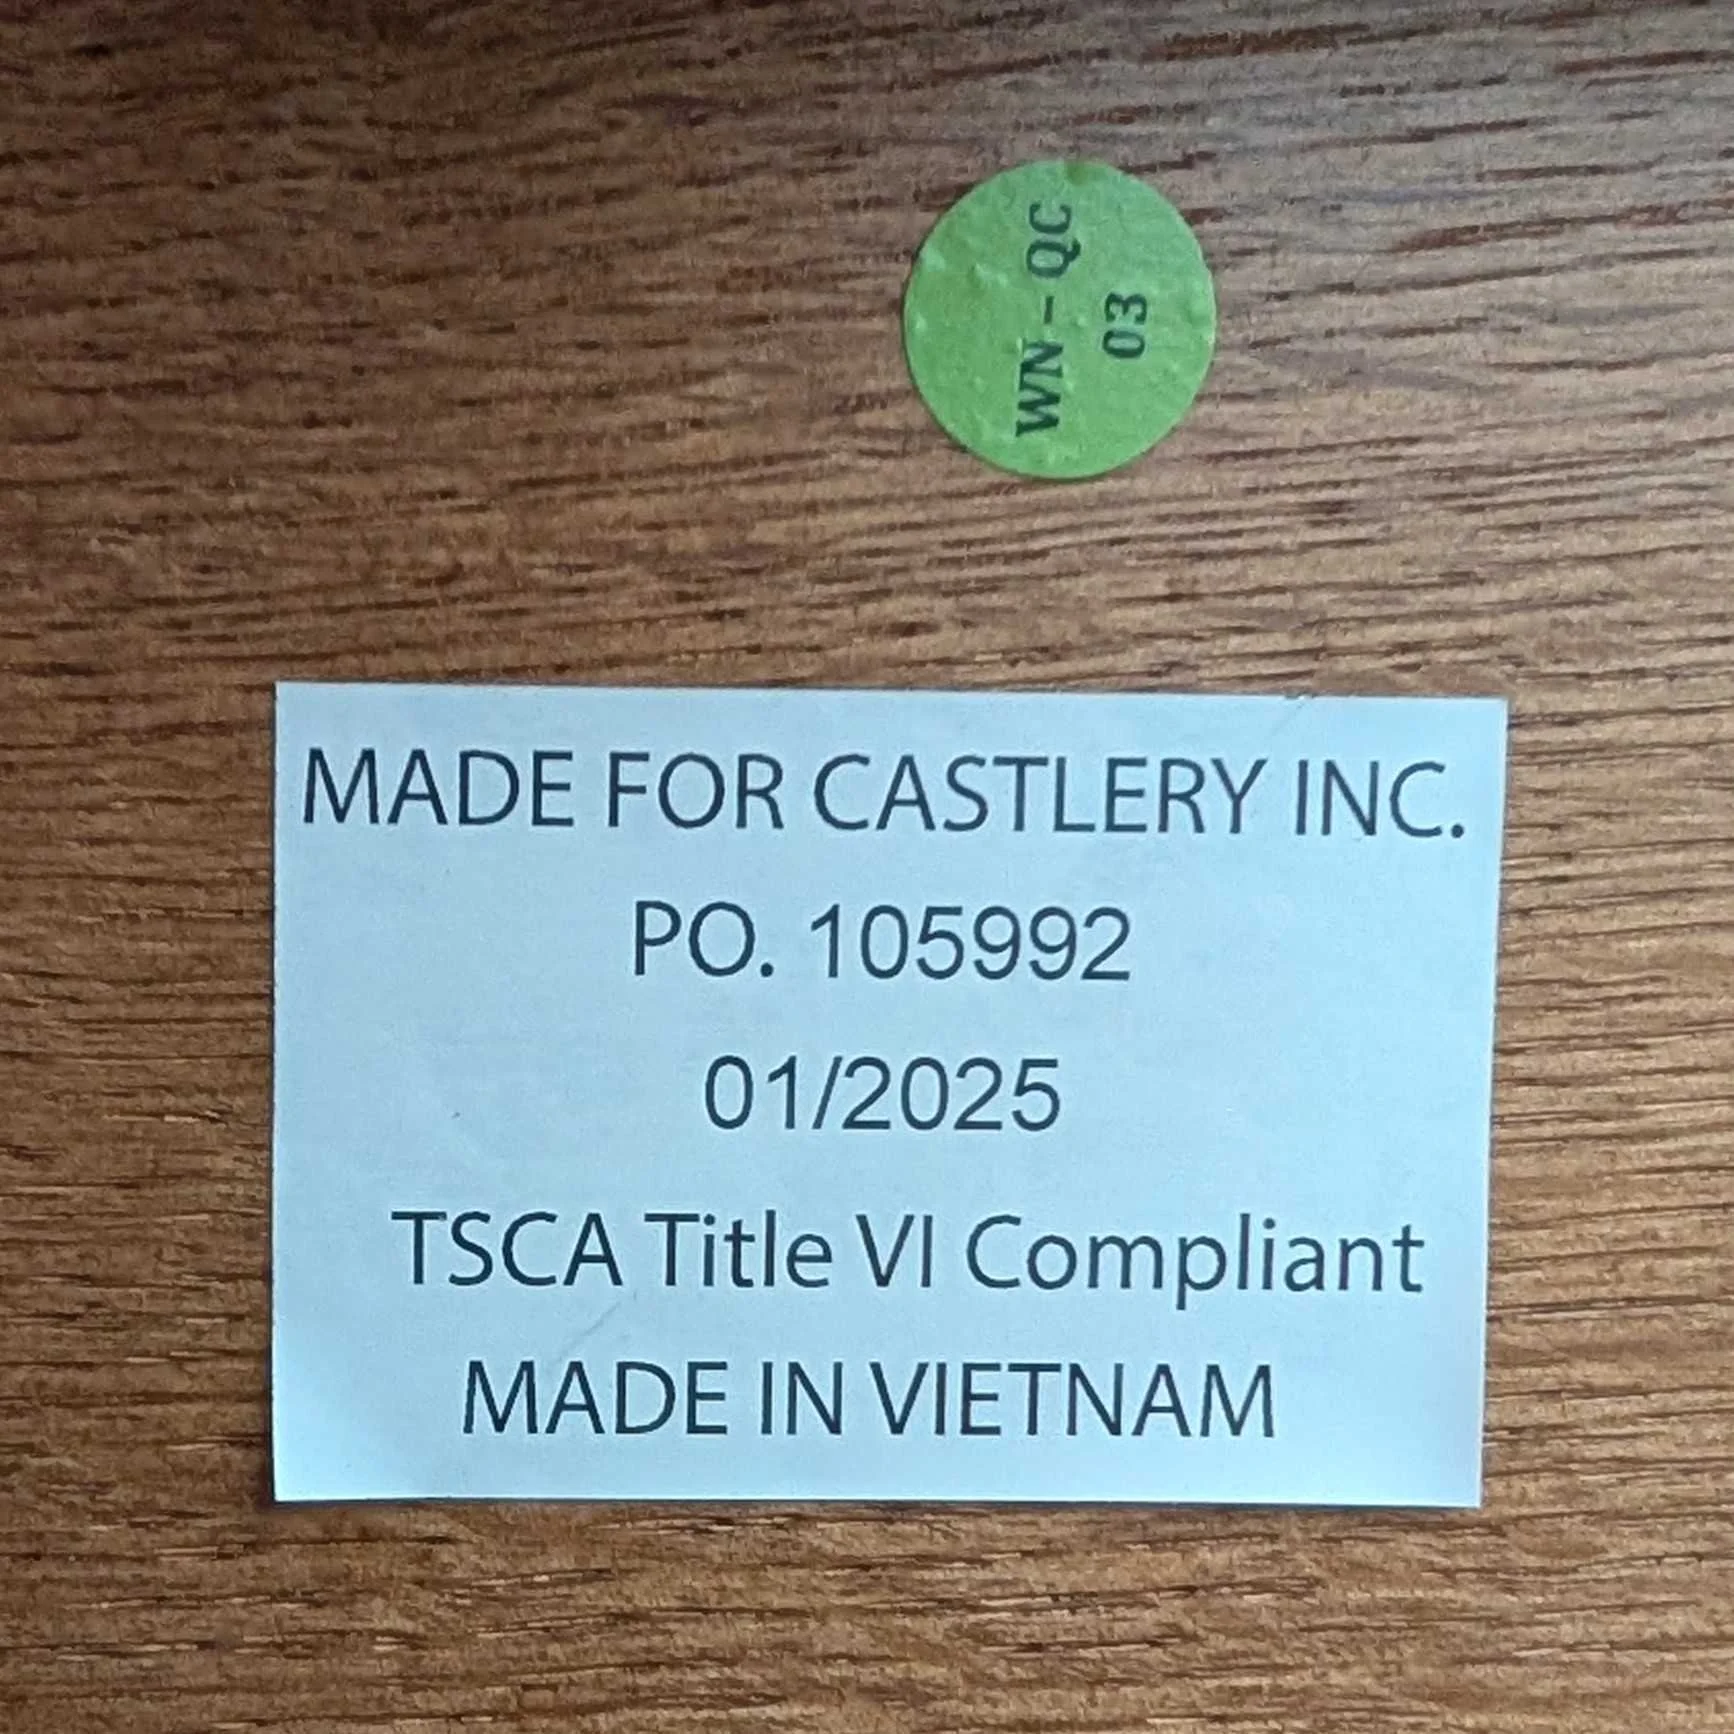 WN - QC
03
MADE FOR CASTLERY INC.
PO. 105992
01/2025
TSCA Title VI Compliant
MADE IN VIETNAM